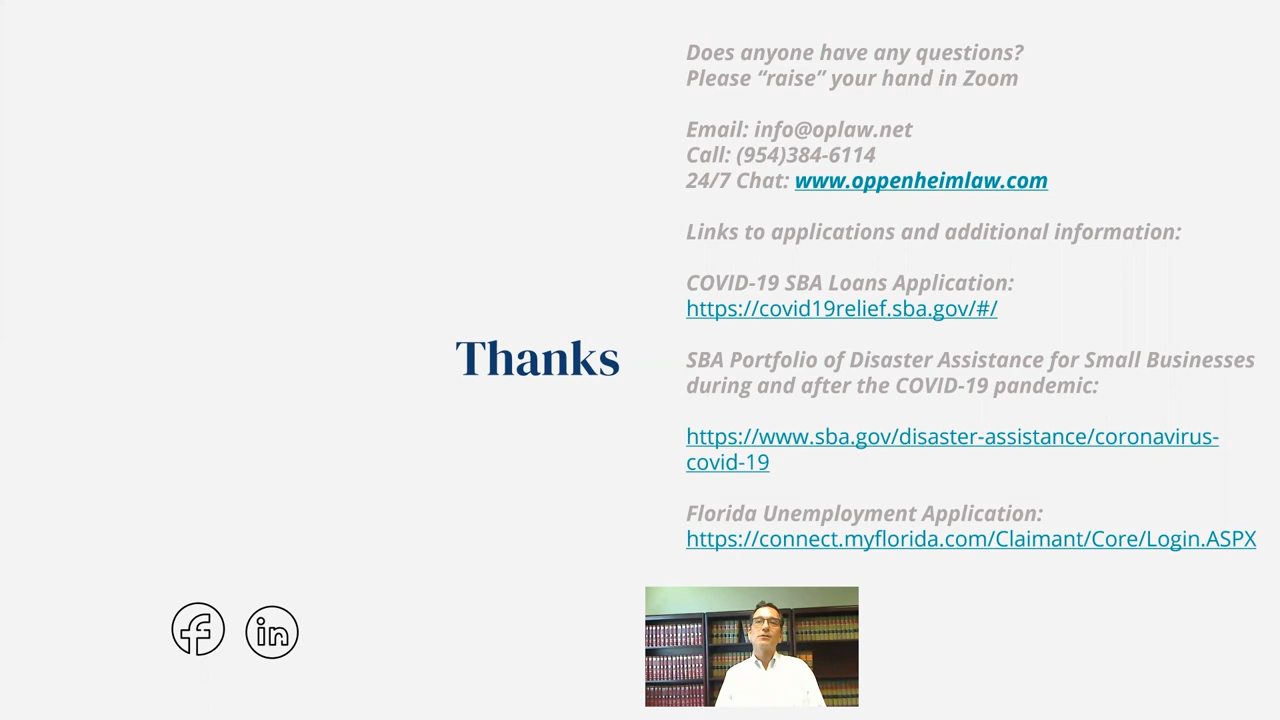 Thanks
Does anyone have any questions?
Please “raise” your hand in Zoom
Email: info@oplaw.net
Call: (954)384-6114
24/7 Chat: www.oppenheimlaw.com
Links to applications and additional information:
COVID-19 SBA Loans Application:
https://covid19relief.sba.gov/#/
SBA Portfolio of Disaster Assistance for Small Businesses
during and after the COVID-19 pandemic:
https://www.sba.gov/disaster-assistance/coronavirus-
covid-19
Florida Unemployment Application:
https://connect.myflorida.com/Claimant/Core/Login.ASPX
f
in